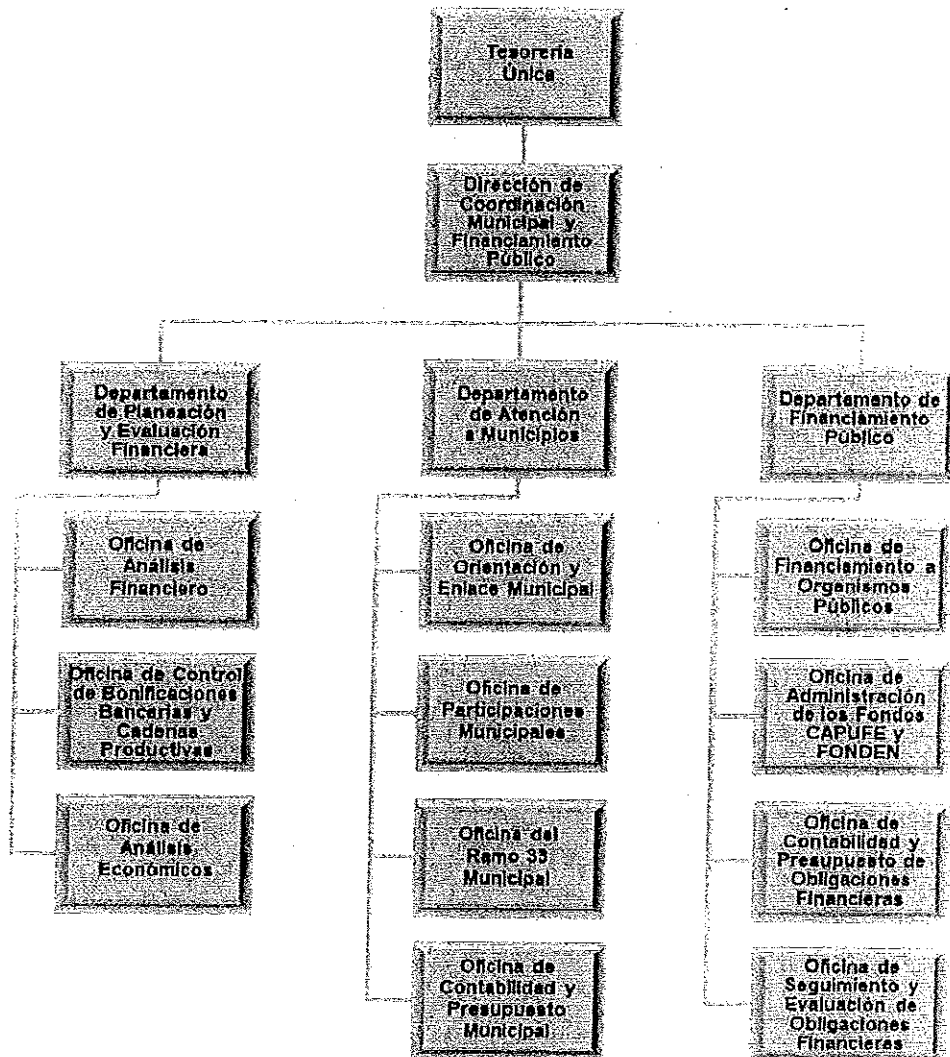 Tesorería
Única
Dirección de
Coordinación
Municipal y
Financiamiento
Público
Departamento
de Planeación
y Evaluación
Financiera
Departamento
de Atención
a Municipios
Departamento de
Financiamiento
Público
Oficina de
Análisis
Financiero
Oficina de Control
de Bonificaciones
Bancarias y
Cadenas
Productivas
Oficina de
Análisis
Económicos
Oficina de
Orientación y
Enlace Municipal
Oficina de
Participaciones
Municipales
Oficina del
Ramo 33
Municipal
Oficina de
Contabilidad y
Presupuesto
Municipal
Oficina de
Financiamiento a
Organismos
Públicos
Oficina de
Administración
de los Fondos
CAPUFE y
FONDEN
Oficina de
Contabilidad y
Presupuesto de
Obligaciones
Financieras
Oficina de
Seguimiento y
Evaluación de
Obligaciones
Financieras